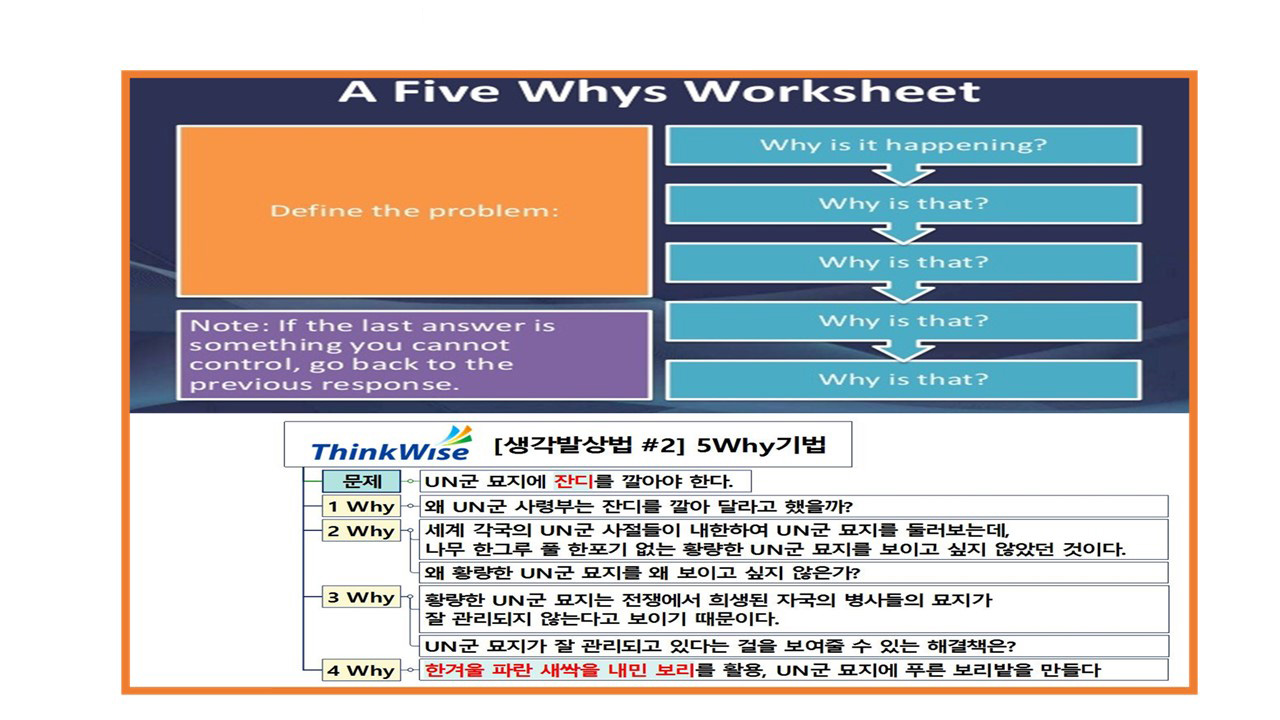 A Five Whys Worksheet
Define the problem:
Note: If the last answer is
something you cannot
control, go back to the
previous response.
Why is it happening?
Why is that?
Why is that?
Why is that?
Why is that?
ThinkWise [생각발상법 #2] 5Why기법
문제 UN군 묘지에 잔디를 깔아야 한다.
1 Why 왜 UN군 사령부는 잔디를 깔아 달라고 했을까?
2 Why 세계 각국의 UN군 사절들이 내한하여 UN군 묘지를 둘러보는데,
나무 한그루 풀 한포기 없는 황량한 UN군 묘지를 보이고 싶지 않았던 것이다.
왜 황량한 UN군 묘지를 왜 보이고 싶지 않은가?
3 Why 황량한 UN군 묘지는 전쟁에서 희생된 자국의 병사들의 묘지가
잘 관리되지 않는다고 보이기 때문이다.
UN군 묘지가 잘 관리되고 있다는 걸을 보여줄 수 있는 해결책은?
4 Why 한겨울 파란 새싹을 내민 보리를 활용, UN군 묘지에 푸른 보리밭을 만들다